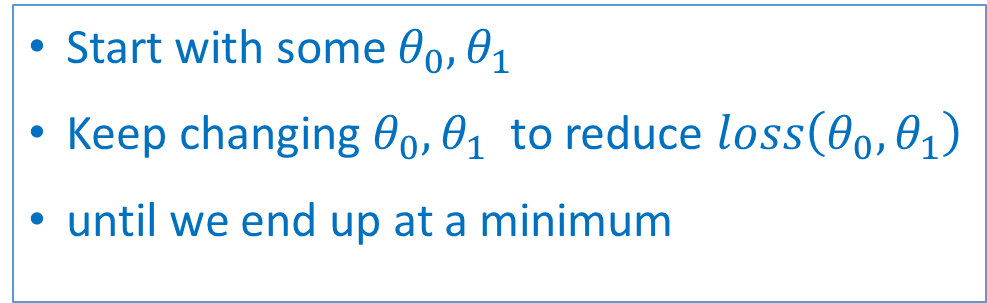 • Start with some θ₀, θ₁
• Keep changing θ₀, θ₁ to reduce loss(θ₀, θ₁)
• until we end up at a minimum